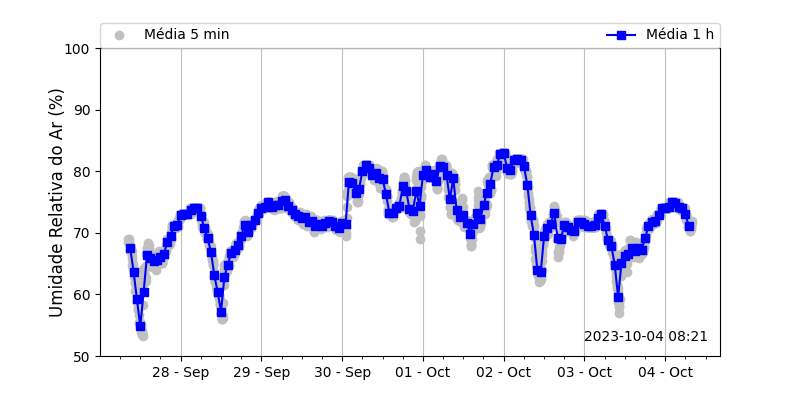 Média 5 min Média 1 h
Umidade Relativa do Ar (%)
100
90
80
70
60
50
2023-10-04 08:21
28 - Sep 29 - Sep 30 - Sep 01 - Oct 02 - Oct 03 - Oct 04 - Oct